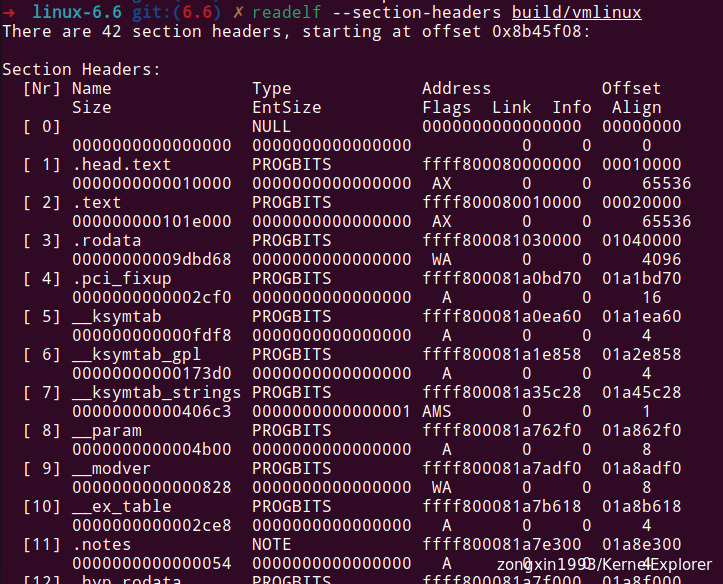 → linux-6.6 git:(6.6) ✗ readelf --section-headers build/vmlinux
There are 42 section headers, starting at offset 0x8b45f08:
Section Headers:
[Nr] Name Type Address Offset
Size EntSize Flags Link Info Align
[ 0] NULL 0000000000000000 00000000
0000000000000000 0000000000000000 0 0 0
[ 1] .head.text PROGBITS ffff800080000000 00010000
0000000000010000 0000000000000000 AX 0 0 65536
[ 2] .text PROGBITS ffff800080010000 00020000
000000000101e000 0000000000000000 AX 0 0 65536
[ 3] .rodata PROGBITS ffff800081030000 01040000
00000000009dbd68 0000000000000000 WA 0 0 4096
[ 4] .pci_fixup PROGBITS ffff800081a0bd70 01a1bd70
0000000000002cf0 0000000000000000 A 0 0 16
[ 5] __ksymtab PROGBITS ffff800081a0ea60 01a1ea60
000000000000fdf8 0000000000000000 A 0 0 4
[ 6] __ksymtab_gpl PROGBITS ffff800081a1e858 01a2e858
00000000000173d0 0000000000000000 A 0 0 4
[ 7] __ksymtab_strings PROGBITS ffff800081a35c28 01a45c28
00000000000406c3 0000000000000001 AMS 0 0 1
[ 8] __param PROGBITS ffff800081a762f0 01a862f0
0000000000004b00 0000000000000000 A 0 0 8
[ 9] __modver PROGBITS ffff800081a7adf0 01a8adf0
0000000000000828 0000000000000000 WA 0 0 8
[10] __ex_table PROGBITS ffff800081a7b618 01a8b618
0000000000002ce8 0000000000000000 A 0 0 4
[11] .notes NOTE ffff800081a7e300 01a8e300
0000000000000054 0000000000000000 A 0 0 4
zongxin1993/KernelExplorer
[12] .hyp.rodata PROGBITS ffff800081a7f000 01a8f000